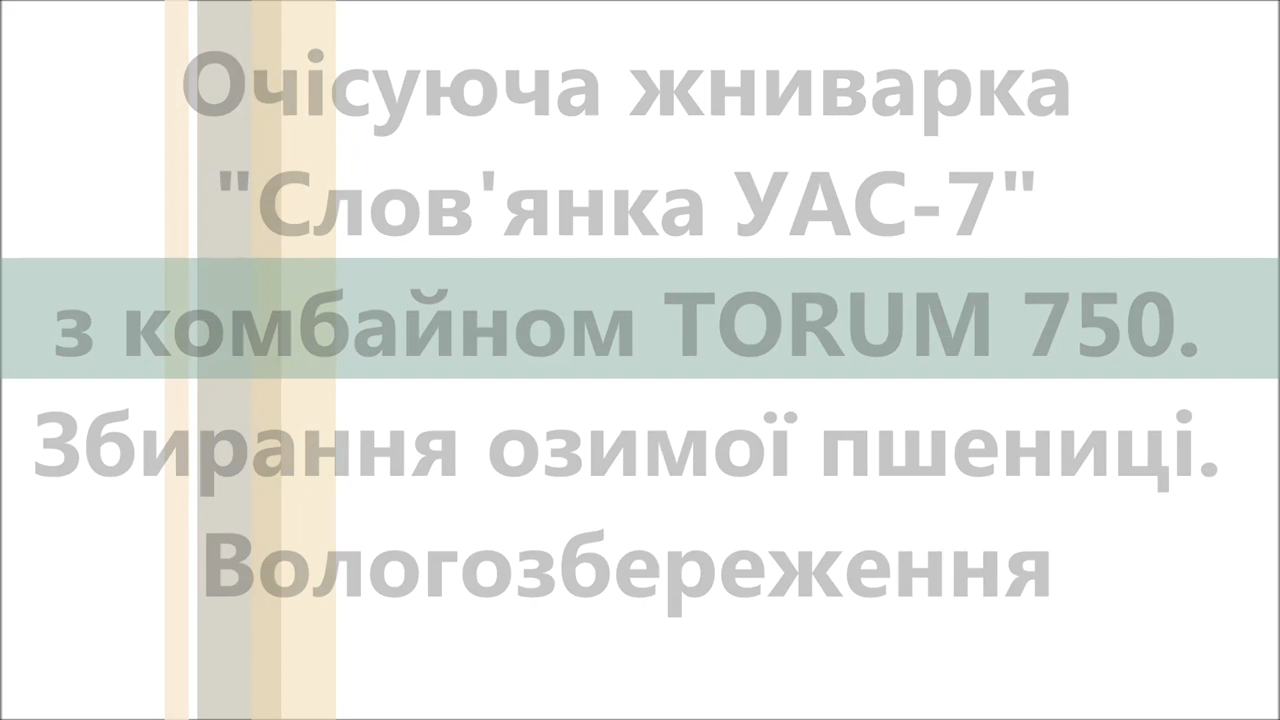 Очісуюча жниварка
"Слов'янка УАС-7"
з комбайном TORUM 750.
Збирання озимої пшениці.
Вологозбереження